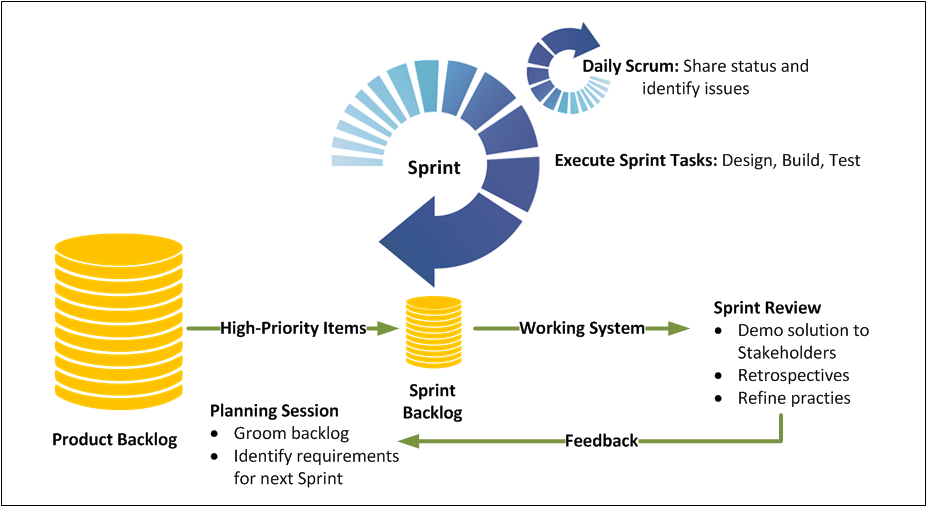 Daily Scrum: Share status and
identify issues
Sprint
Execute Sprint Tasks: Design, Build, Test
High-Priority Items
Working System
Sprint Review
• Demo solution to
Stakeholders
• Retrospectives
• Refine practies
Sprint
Backlog
Product Backlog
Planning Session
• Groom backlog
• Identify requirements
for next Sprint
Feedback